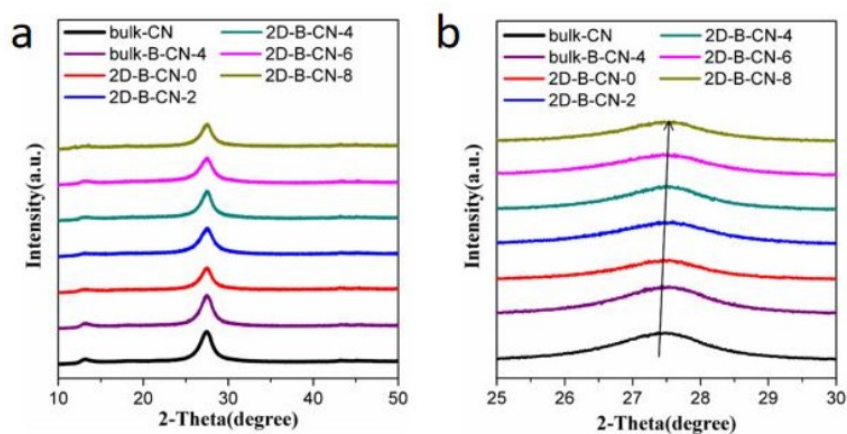 a
bulk-CN
bulk-B-CN-4
2D-B-CN-0
2D-B-CN-2
2D-B-CN-4
2D-B-CN-6
2D-B-CN-8
Intensity(a.u.)
10 20 30 40 50
2-Theta(degree)
b
bulk-CN
bulk-B-CN-4
2D-B-CN-0
2D-B-CN-2
2D-B-CN-4
2D-B-CN-6
2D-B-CN-8
Intensity(a.u.)
25 26 27 28 29 30
2-Theta(degree)